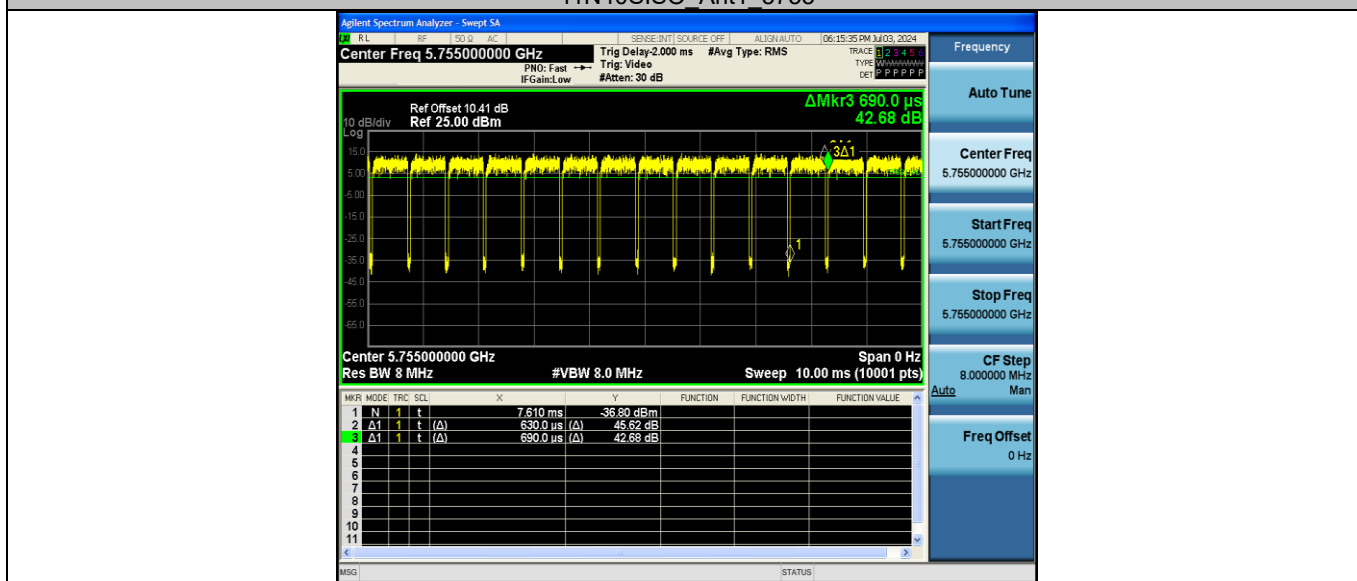 Agilent Spectrum Analyzer - Swept SA
RL RF 50 Ω AC SENSE:INT SOURCE OFF ALIGN AUTO 06:15:35 PM Jul 03, 2024
Center Freq 5.755000000 GHz Trig Delay-2.000 ms #Avg Type: RMS TRACE 1 2 3 4 5 6
PNO: Fast Trig: Video TYPE
IFGain:Low #Atten: 30 dB DET P P P P P P
Frequency
Auto Tune
Center Freq
5.755000000 GHz
Start Freq
5.755000000 GHz
Stop Freq
5.755000000 GHz
CF Step
8.000000 MHz
Auto Man
Freq Offset
0 Hz
ΔMkr3 690.0 µs
42.68 dB
Ref Offset 10.41 dB
10 dB/div Ref 25.00 dBm
Log
15.0
5.00
-5.00
-15.0
-25.0
-35.0
-45.0
-55.0
-65.0
3Δ1
1
Center 5.755000000 GHz Span 0 Hz
Res BW 8 MHz #VBW 8.0 MHz Sweep 10.00 ms (10001 pts)
MKR MODE TRC SCL X Y FUNCTION FUNCTION WIDTH FUNCTION VALUE
1 N 1 t 7.610 ms -36.80 dBm
2 Δ1 1 t (Δ) 630.0 µs (Δ) 45.62 dB
3 Δ1 1 t (Δ) 690.0 µs (Δ) 42.68 dB
4
5
6
7
8
9
10
11
MSG STATUS